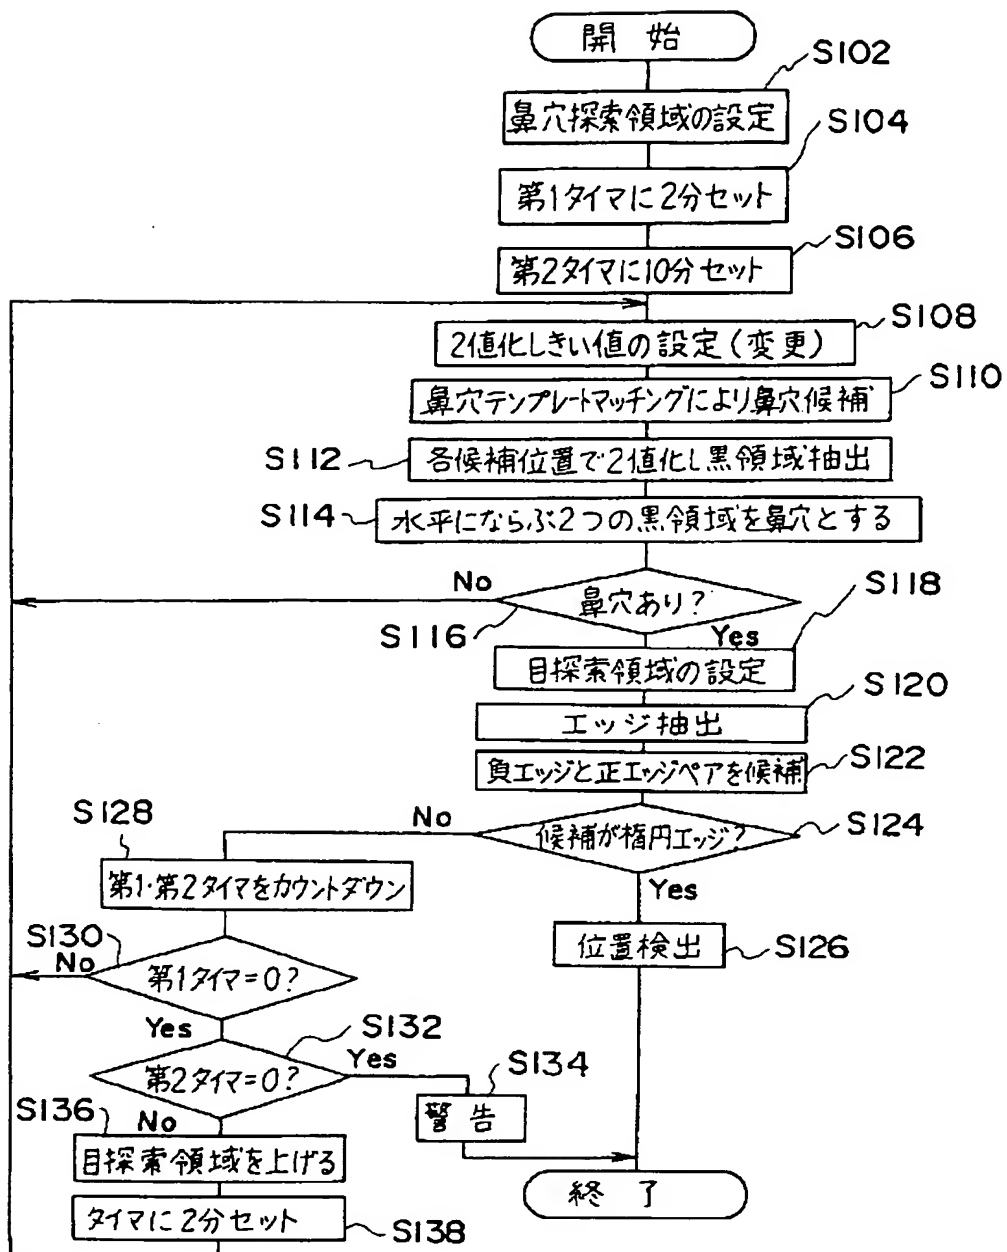 開始
S102
鼻穴探索領域の設定
S104
第1タイマに2分セット
S106
第2タイマに10分セット
S108
2値化しきい値の設定(変更)
S110
鼻穴テンプレートマッチングにより鼻穴候補
S112
各候補位置で2値化し黒領域抽出
S114
水平にならぶ2つの黒領域を鼻穴とする
No
鼻穴あり?
S116
Yes
S118
目探索領域の設定
S120
エッジ抽出
負エッジと正エッジペアを候補
S122
S128
No
候補が楕円エッジ?
S124
第1・第2タイマをカウントダウン
Yes
S130
No
第1タイマ=0?
位置検出
S126
Yes
S132
第2タイマ=0?
Yes
S134
警告
S136
No
目探索領域を上げる
終了
タイマに2分セット
S138